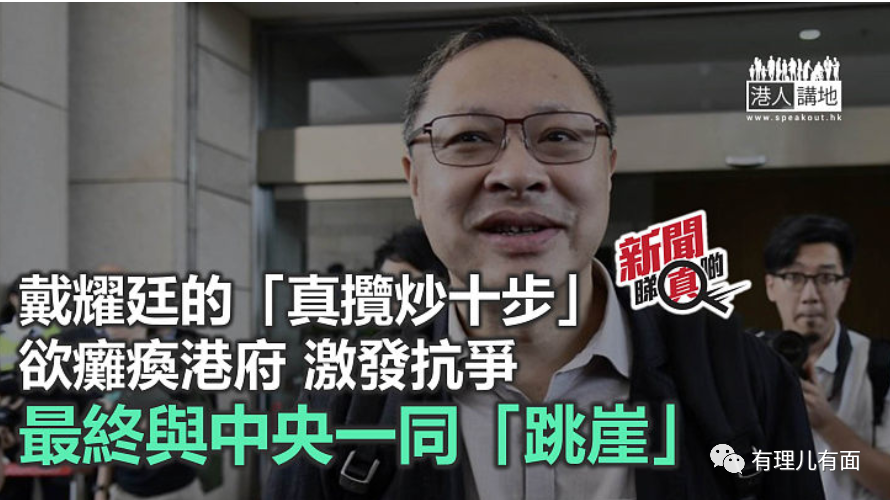 港人講地
www.speakout.hk
新聞
睇真啲
戴耀廷的「真攬炒十步」
欲癱瘓港府 激發抗爭
最終與中央一同「跳崖」
有理儿有面